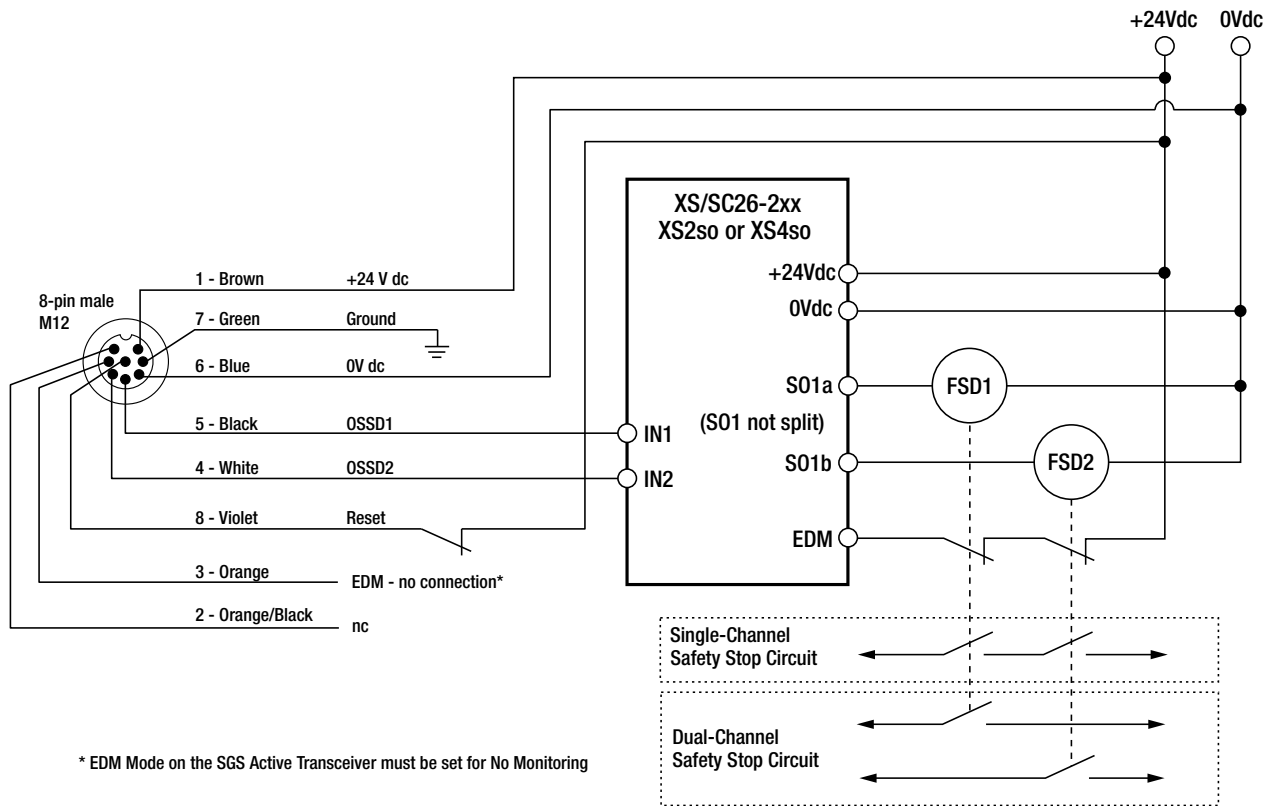 +24Vdc 0Vdc
XS/SC26-2xx
XS2so or XS4so
+24Vdc
0Vdc
SO1a
(SO1 not split)
SO1b
EDM
IN1
IN2
FSD1
FSD2
8-pin male
M12
1 - Brown +24 V dc
7 - Green Ground
6 - Blue 0V dc
5 - Black OSSD1
4 - White OSSD2
8 - Violet Reset
3 - Orange EDM - no connection*
2 - Orange/Black nc
Single-Channel
Safety Stop Circuit
Dual-Channel
Safety Stop Circuit
* EDM Mode on the SGS Active Transceiver must be set for No Monitoring